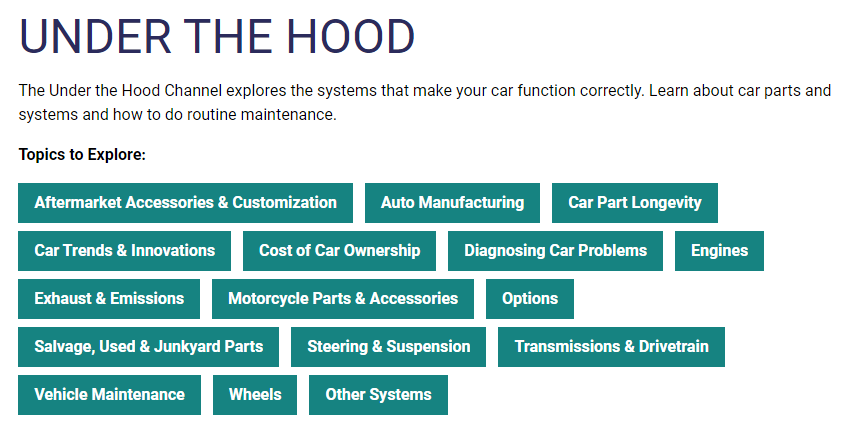 UNDER THE HOOD
The Under the Hood Channel explores the systems that make your car function correctly. Learn about car parts and
systems and how to do routine maintenance.
Topics to Explore:
Aftermarket Accessories & Customization Auto Manufacturing Car Part Longevity
Car Trends & Innovations Cost of Car Ownership Diagnosing Car Problems Engines
Exhaust & Emissions Motorcycle Parts & Accessories Options
Salvage, Used & Junkyard Parts Steering & Suspension Transmissions & Drivetrain
Vehicle Maintenance Wheels Other Systems